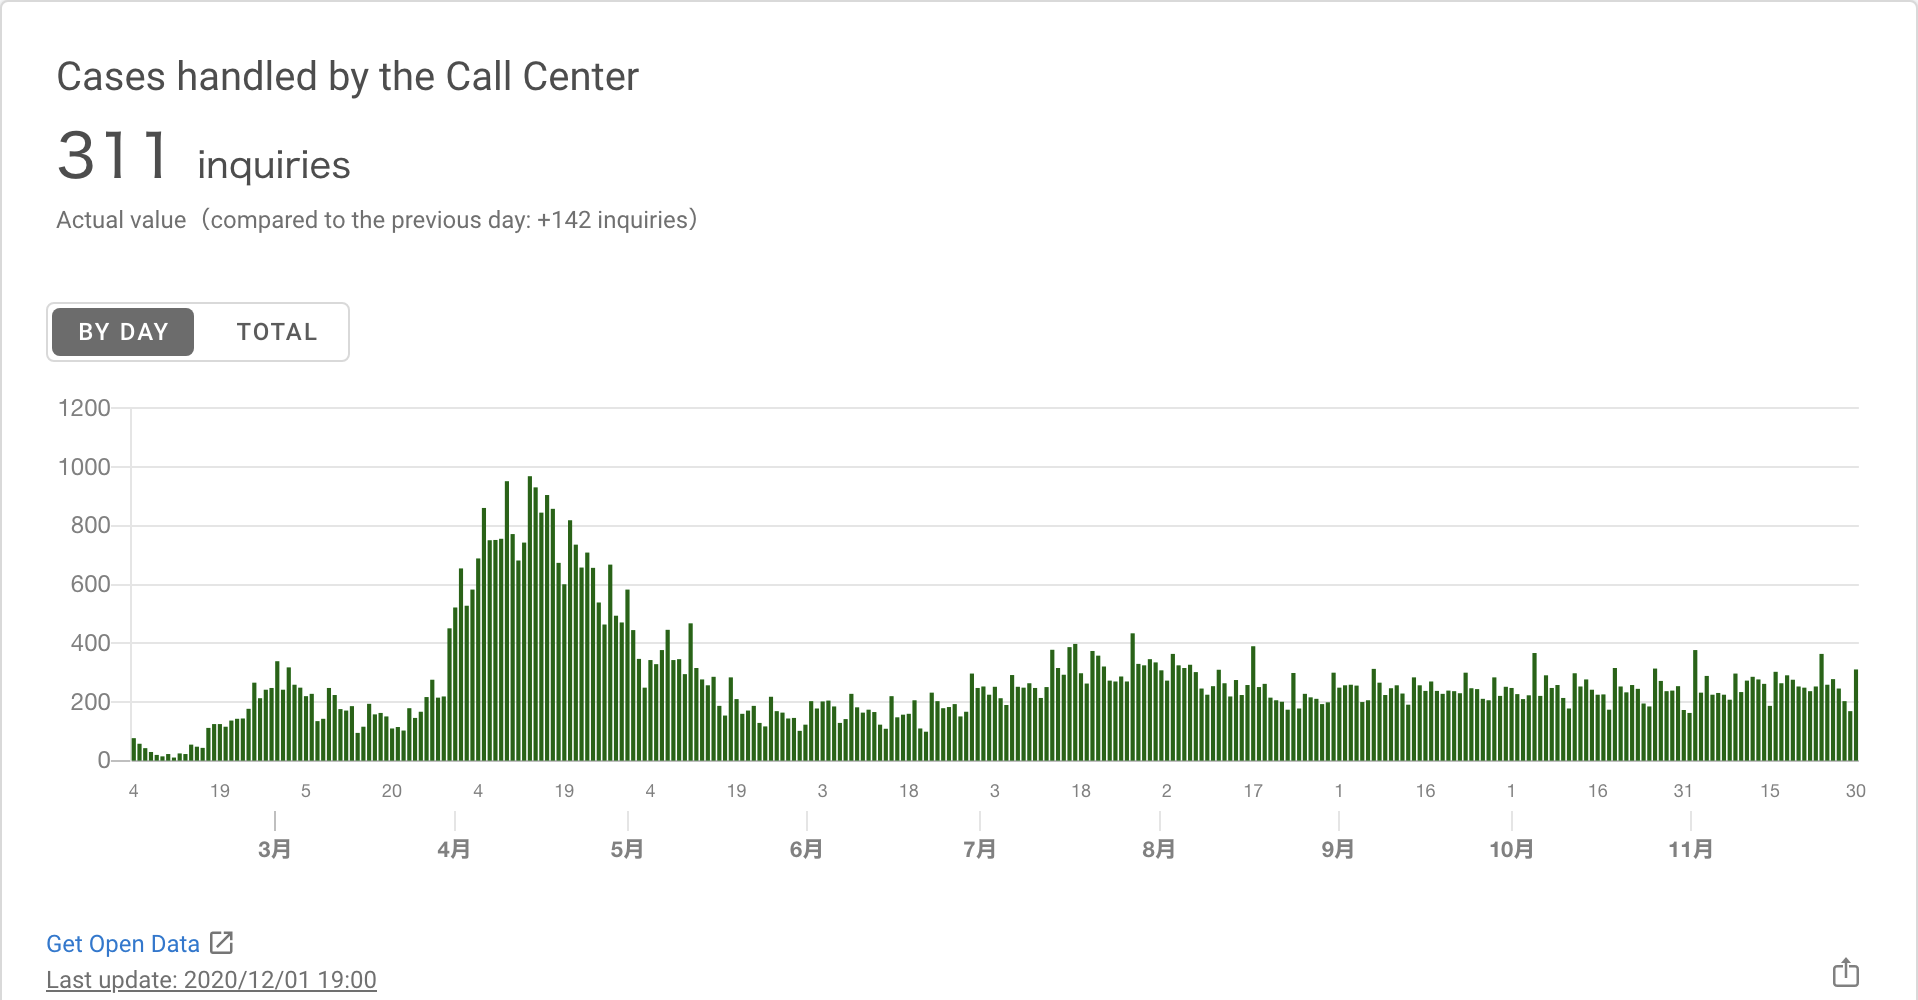 Cases handled by the Call Center
311 inquiries
Actual value（compared to the previous day: +142 inquiries）
BY DAY TOTAL
1200
1000
800
600
400
200
0
4 19 5 20 4 19 4 19 3 18 3 18 2 17 1 16 1 16 31 15 30
3月 4月 5月 6月 7月 8月 9月 10月 11月
Get Open Data
Last update: 2020/12/01 19:00